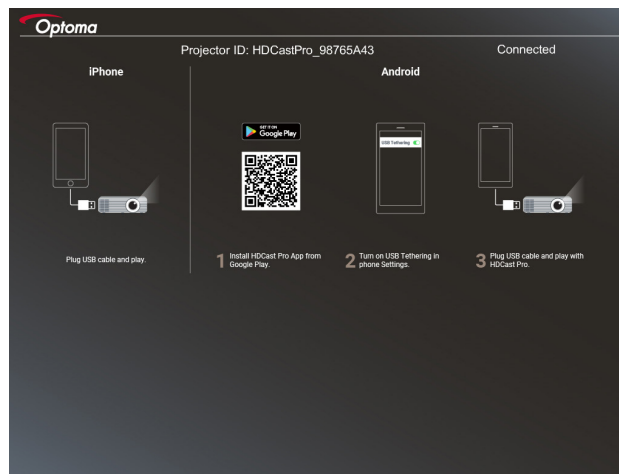 Optoma
Projector ID: HDCastPro_98765A43
Connected
iPhone
Android
GET IT ON
Google Play
USB Tethering
Plug USB cable and play.
1 Install HDCast Pro App from
Google Play.
2 Turn on USB Tethering in
phone Settings.
3 Plug USB cable and play with
HDCast Pro.